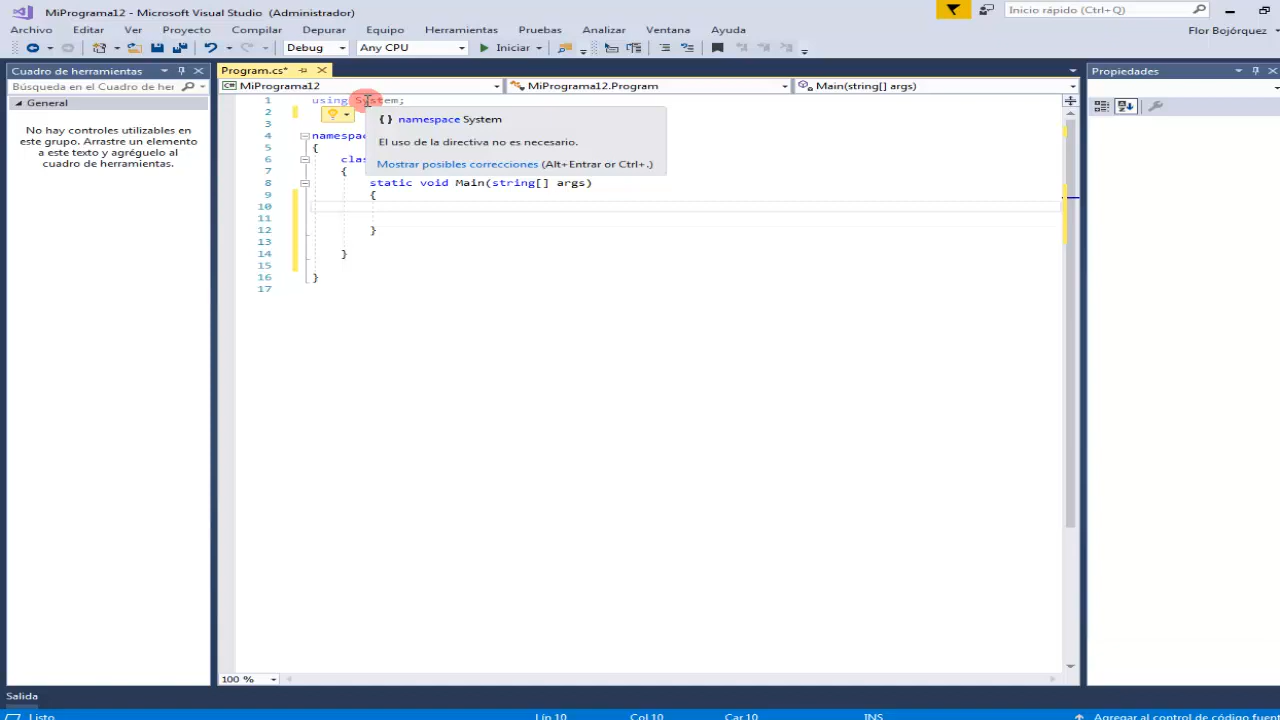 MiPrograma12 - Microsoft Visual Studio (Administrador)
Inicio rápido (Ctrl+Q)
Archivo Editar Ver Proyecto Compilar Depurar Equipo Herramientas Pruebas Analizar Ventana Ayuda Flor Bojórquez
Debug Any CPU Iniciar
Cuadro de herramientas
Búsqueda en el Cuadro de her
General
No hay controles utilizables en
este grupo. Arrastre un elemento
a este texto y agréguelo al
cuadro de herramientas.
Program.cs*
MiPrograma12 MiPrograma12.Program Main(string[] args)
1 using System;
2
3
4 namespac
5 {
6 clas
7 {
8 static void Main(string[] args)
9 {
10
11
12 }
13
14 }
15
16 }
17
{ } namespace System
El uso de la directiva no es necesario.
Mostrar posibles correcciones (Alt+Entrar or Ctrl+.)
100 %
Propiedades
Salida
Listo Lín 10 Col 10 Car 10 INS Agregar al control de código fuent